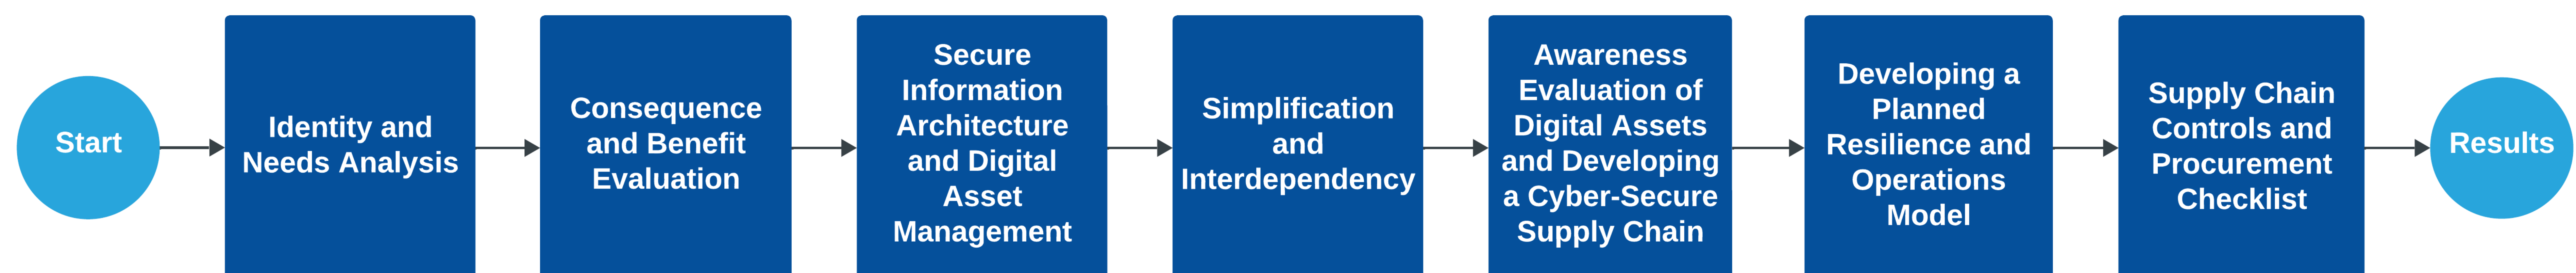 Start
Identity and
Needs Analysis
Consequence
and Benefit
Evaluation
Secure
Information
Architecture
and Digital
Asset
Management
Simplification
and
Interdependency
Awareness
Evaluation of
Digital Assets
and Developing
a Cyber-Secure
Supply Chain
Developing a
Planned
Resilience and
Operations
Model
Supply Chain
Controls and
Procurement
Checklist
Results